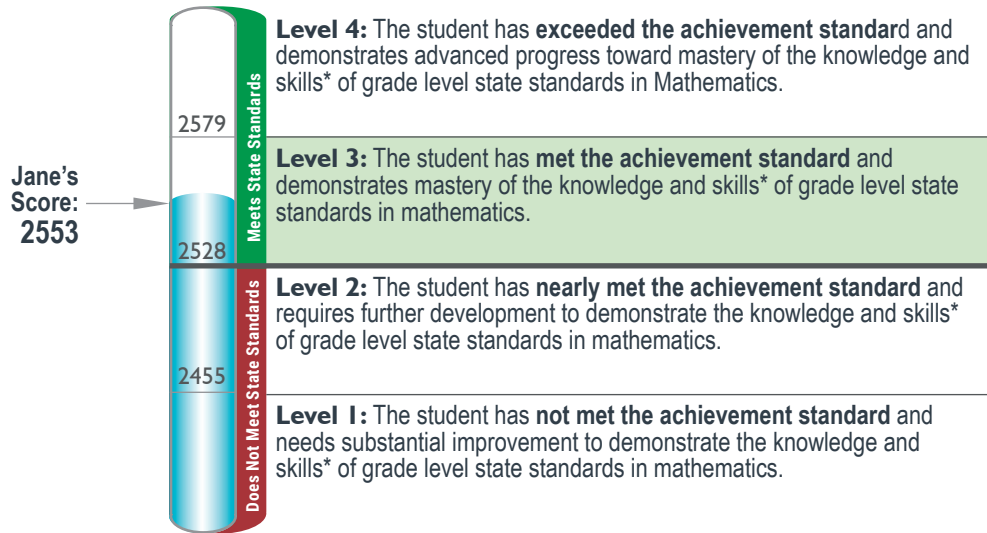 Level 4: The student has exceeded the achievement standard and
demonstrates advanced progress toward mastery of the knowledge and
skills* of grade level state standards in Mathematics.
2579
Level 3: The student has met the achievement standard and
demonstrates mastery of the knowledge and skills* of grade level state
standards in mathematics.
Meets State Standards
Jane's
Score:
2553
2528
Level 2: The student has nearly met the achievement standard and
requires further development to demonstrate the knowledge and skills*
of grade level state standards in mathematics.
2455
Level 1: The student has not met the achievement standard and
needs substantial improvement to demonstrate the knowledge and
skills* of grade level state standards in mathematics.
Does Not Meet State Standards